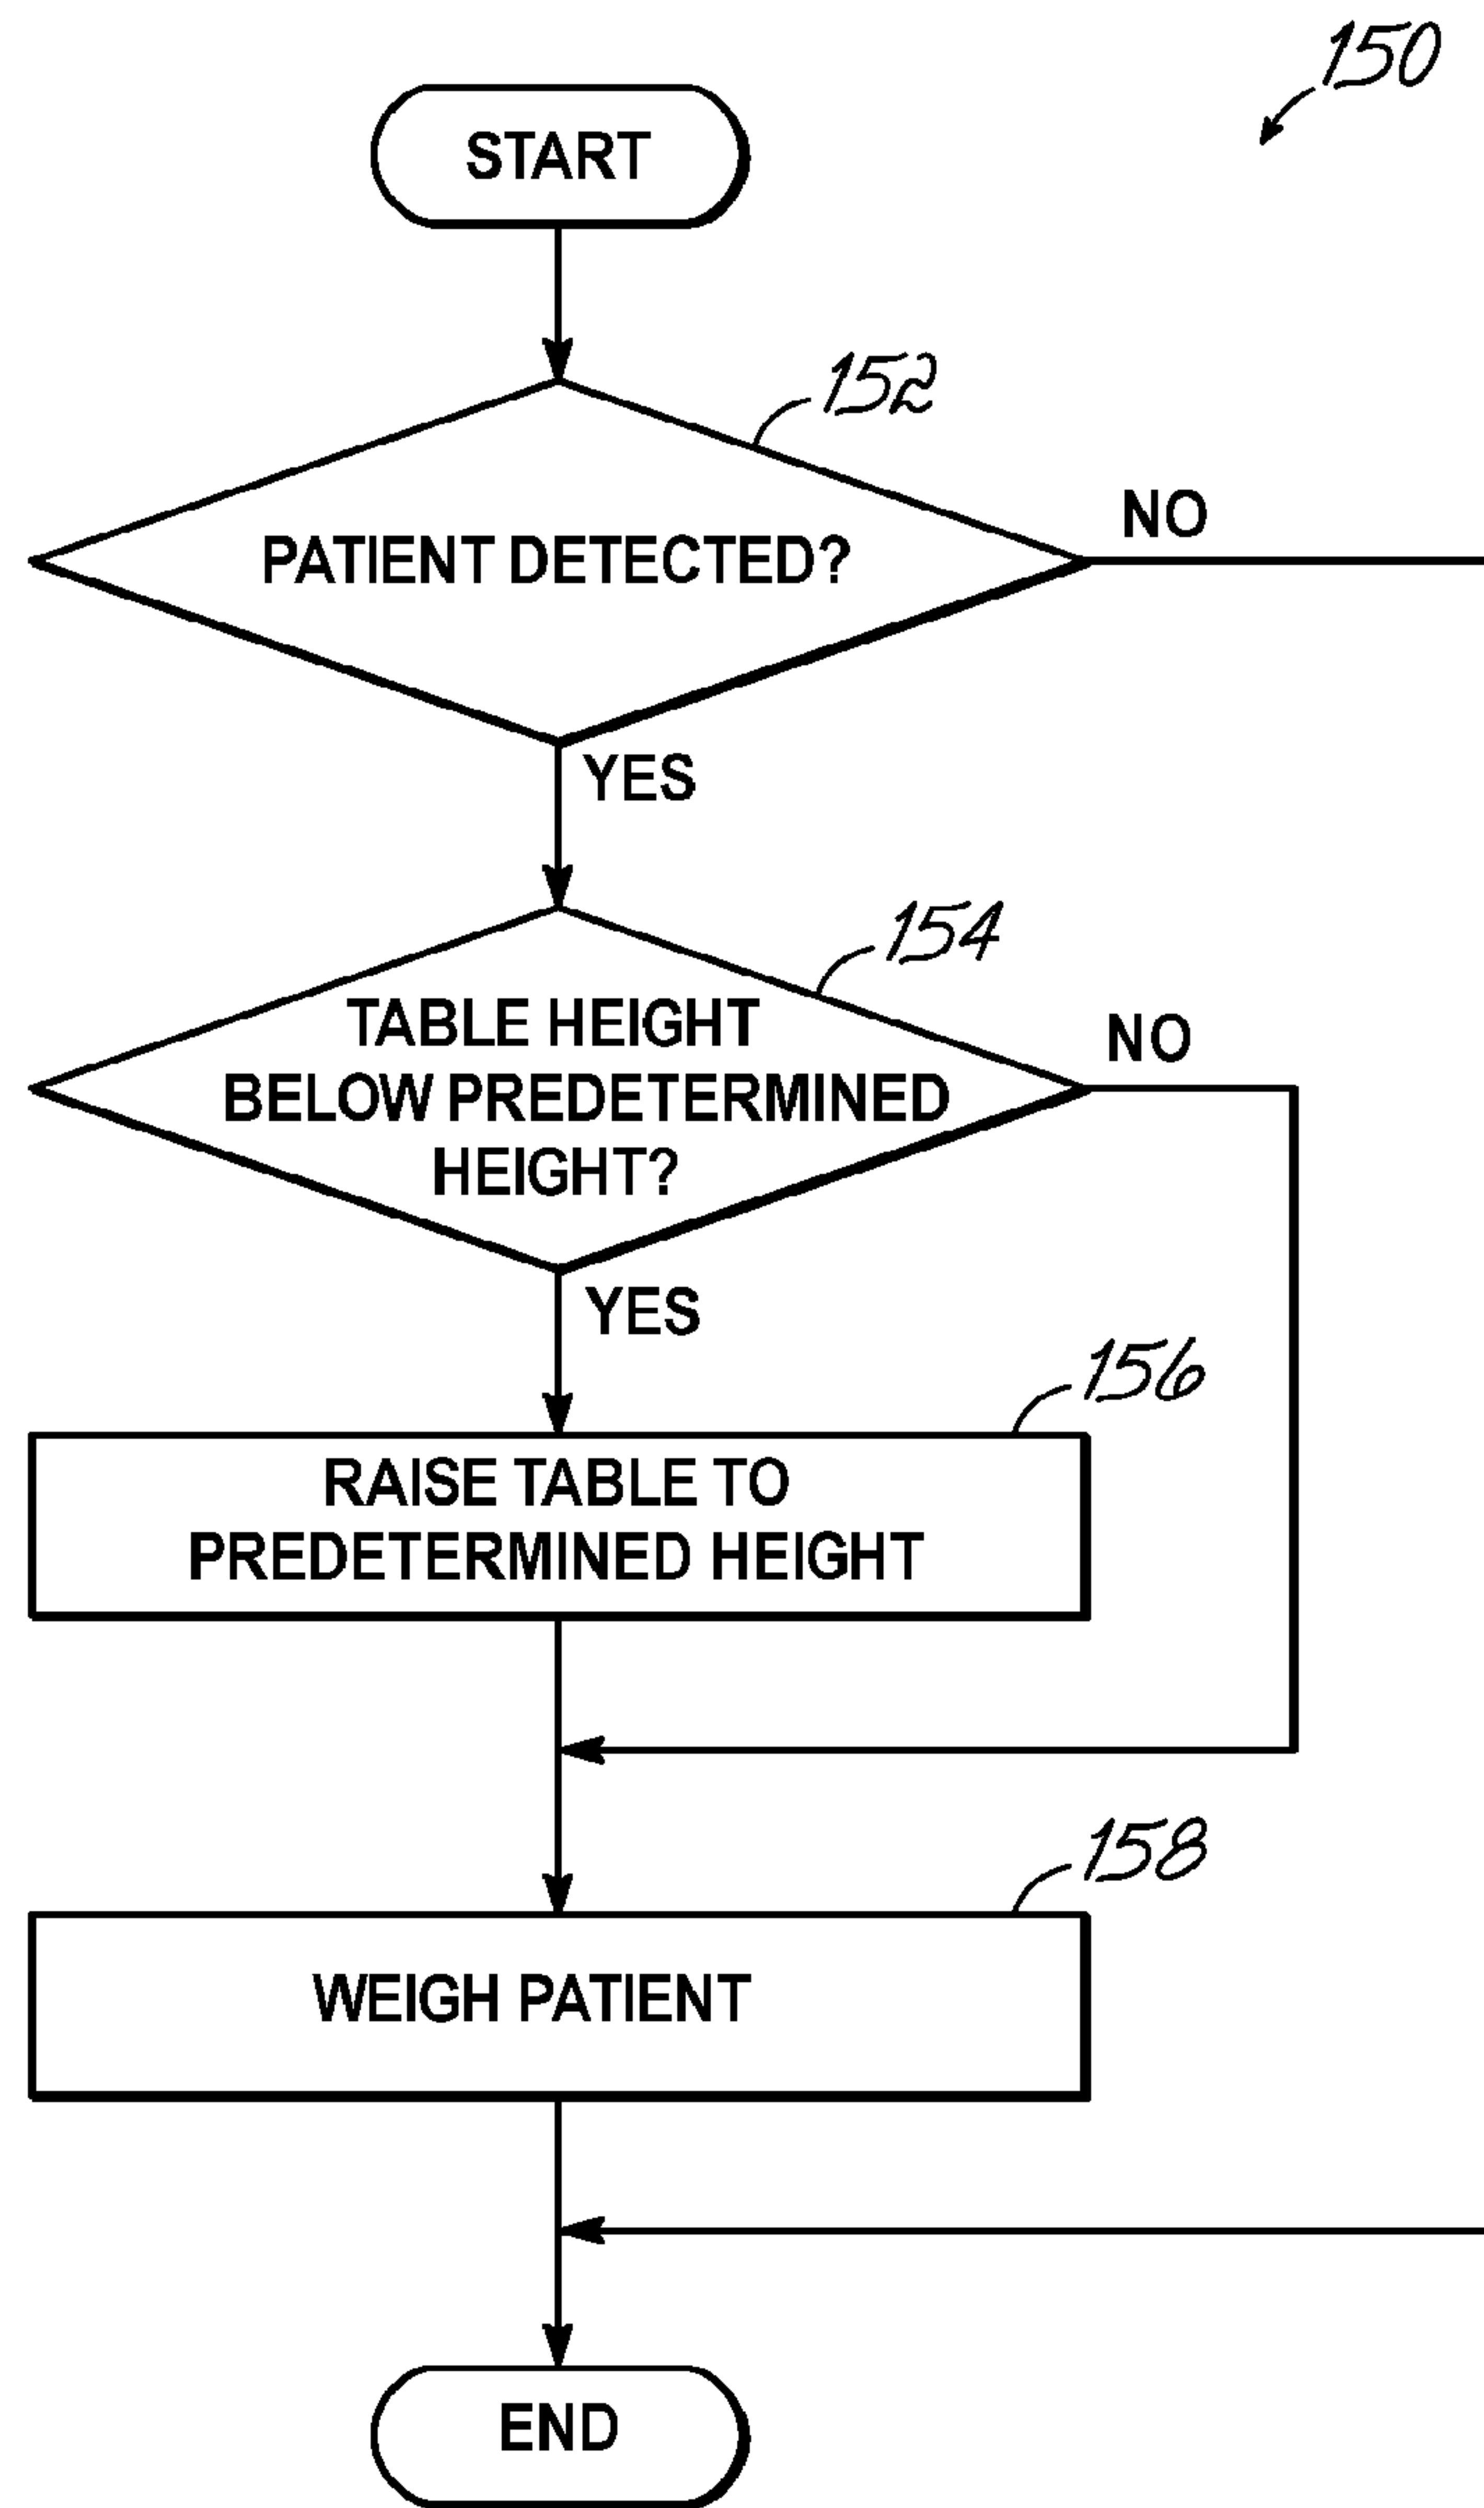 150
START
152
PATIENT DETECTED?
NO
YES
154
TABLE HEIGHT
BELOW PREDETERMINED
HEIGHT?
NO
YES
156
RAISE TABLE TO
PREDETERMINED HEIGHT
158
WEIGH PATIENT
END